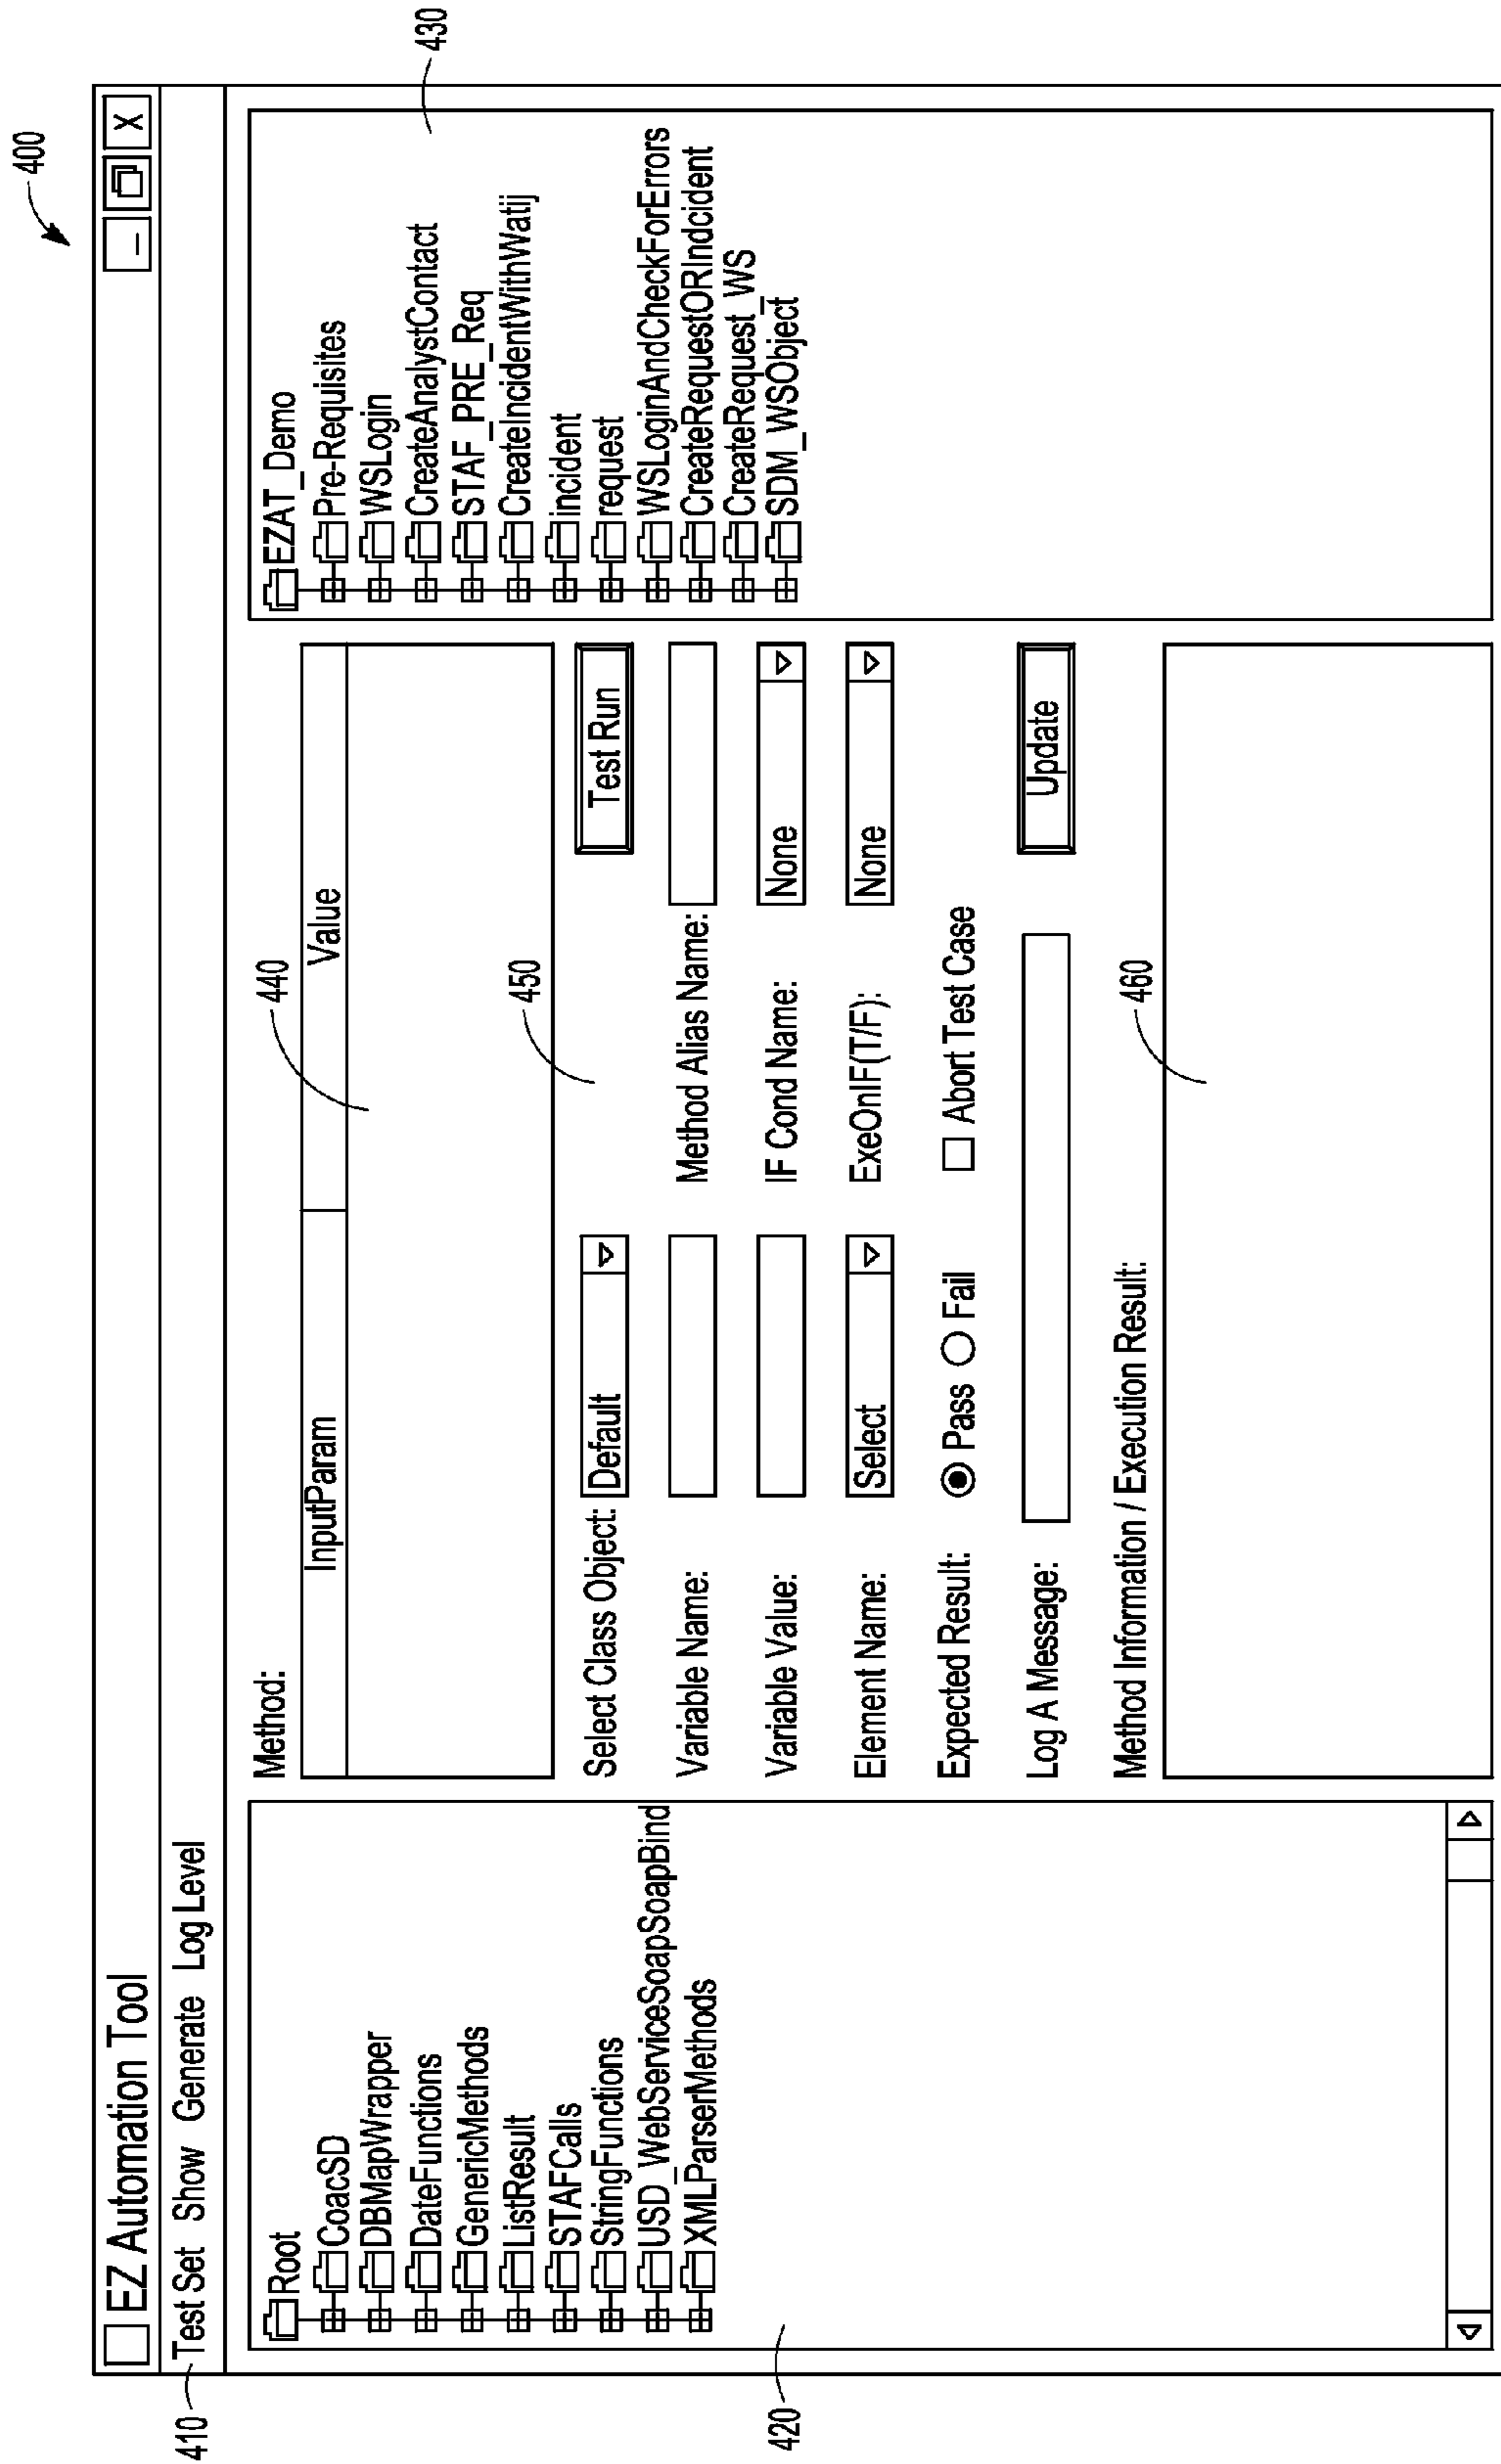 400
EZ Automation Tool
– X
410
Test Set Show Generate Log Level
Root
CoacSD
DBMapWrapper
DateFunctions
GenericMethods
ListResult
STAFCalls
StringFunctions
USD_WebServiceSoapSoapBind
XMLParserMethods
420
Method:
440
InputParam Value
450
Select Class Object: Default Test Run
Variable Name: Method Alias Name:
Variable Value: IF Cond Name: None
Element Name: Select ExeOnIF(T/F): None
Expected Result: Pass Fail Abort Test Case
Log A Message: Update
Method Information / Execution Result:
460
EZAT_Demo
Pre-Requisites
WSLogin
CreateAnalystContact
STAF_PRE_Req
CreateIncidentWithWatij
incident
request
WSLoginAndCheckForErrors
CreateRequestORIndcident
CreateRequest_WS
SDM_WSObject
430